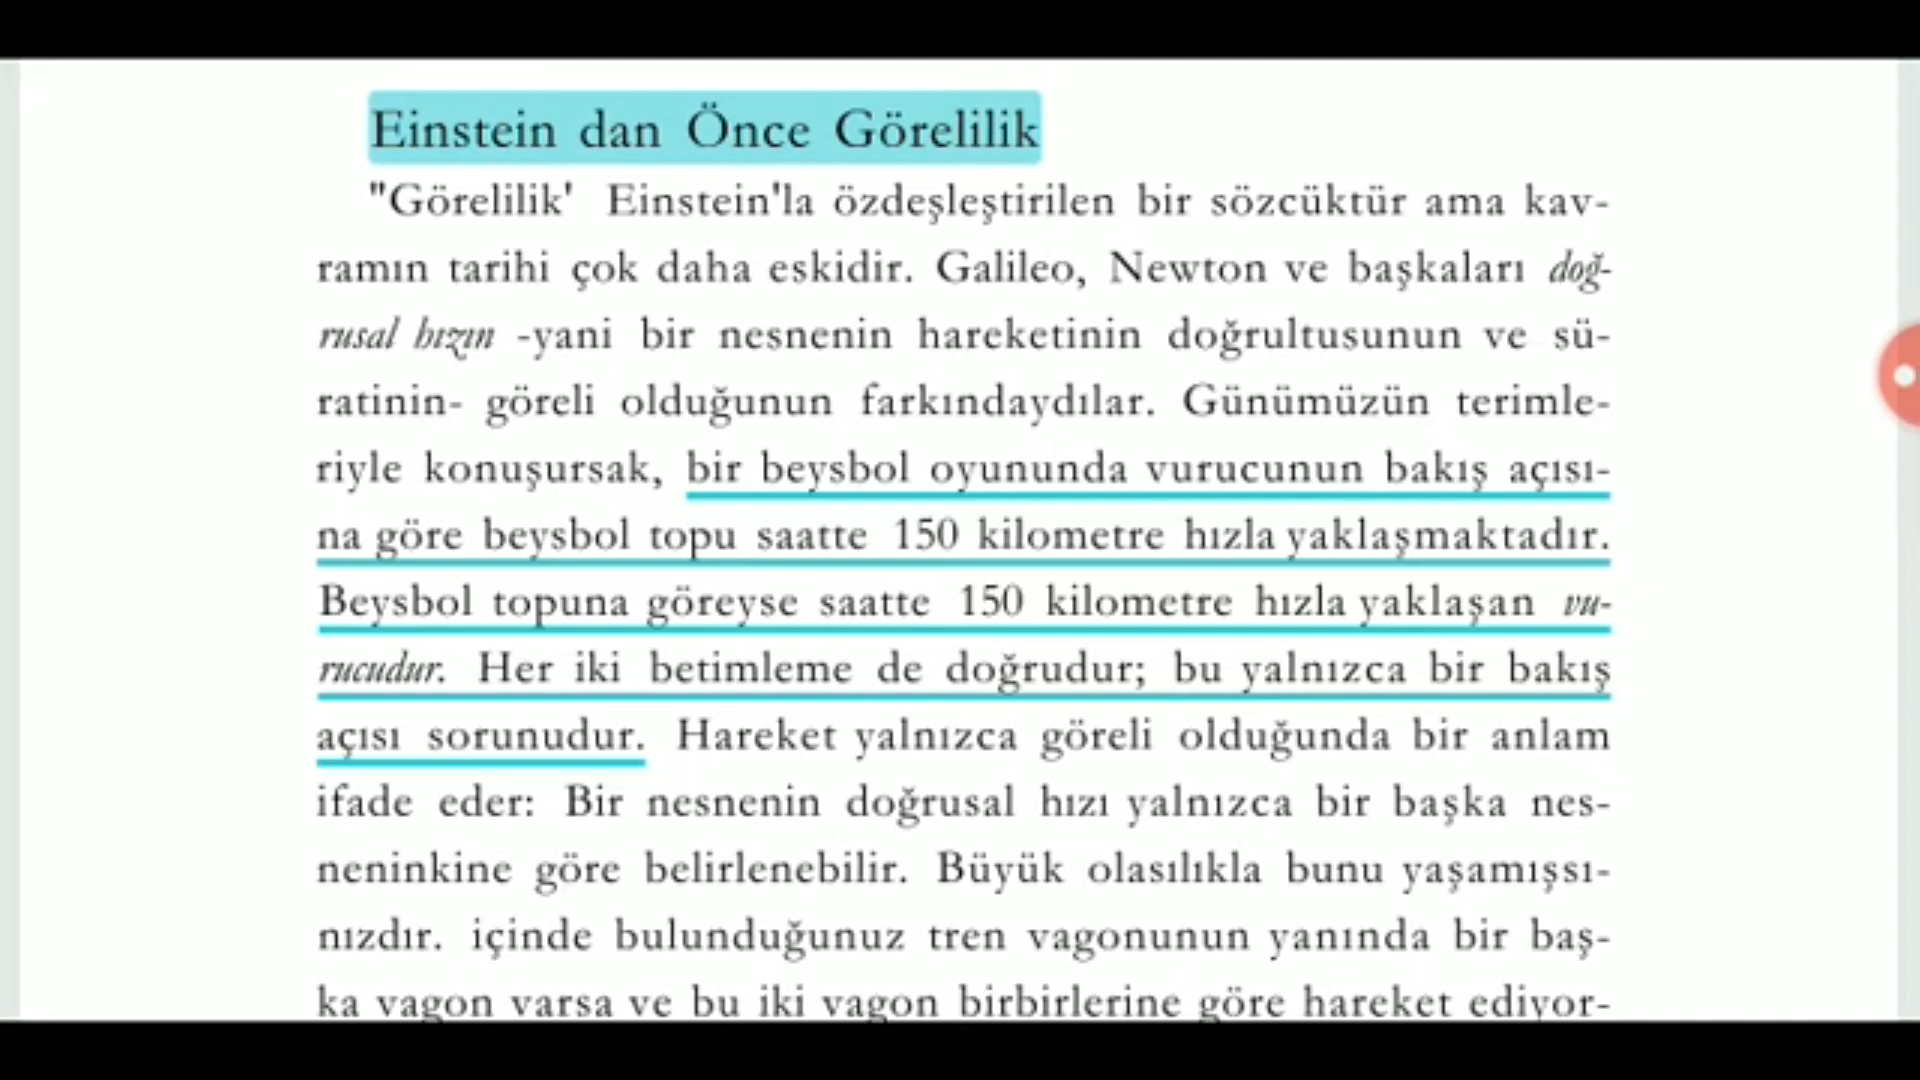 Einstein dan Önce Görelilik
"Görelilik' Einstein'la özdeşleştirilen bir sözcüktür ama kav-
ramın tarihi çok daha eskidir. Galileo, Newton ve başkaları doğ-
rusal hızın -yani bir nesnenin hareketinin doğrultusunun ve sü-
ratinin- göreli olduğunun farkındaydılar. Günümüzün terimle-
riyle konuşursak, bir beysbol oyununda vurucunun bakış açısı-
na göre beysbol topu saatte 150 kilometre hızla yaklaşmaktadır.
Beysbol topuna göreyse saatte 150 kilometre hızla yaklaşan vu-
rucudur. Her iki betimleme de doğrudur; bu yalnızca bir bakış
açısı sorunudur. Hareket yalnızca göreli olduğunda bir anlam
ifade eder: Bir nesnenin doğrusal hızı yalnızca bir başka nes-
neninkine göre belirlenebilir. Büyük olasılıkla bunu yaşamışsı-
nızdır. içinde bulunduğunuz tren vagonunun yanında bir baş-
ka vagon varsa ve bu iki vagon birbirlerine göre hareket ediyor-